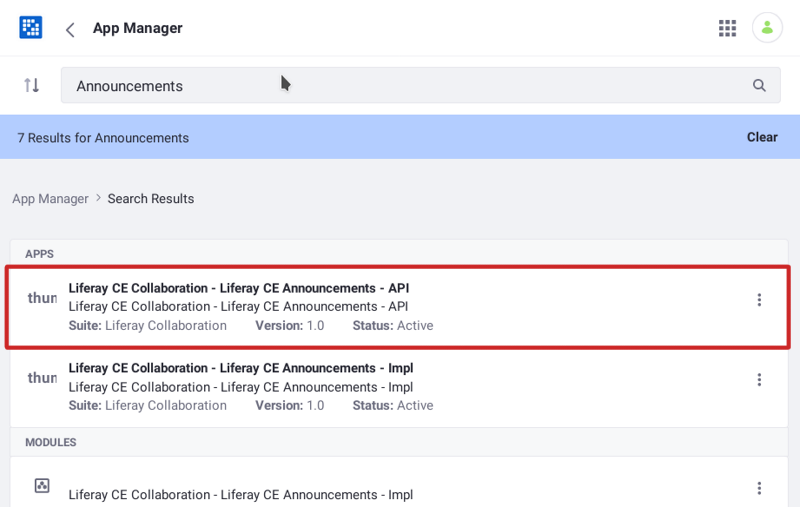 App Manager
Announcements
7 Results for Announcements Clear
App Manager > Search Results
APPS
thum
Liferay CE Collaboration - Liferay CE Announcements - API
Liferay CE Collaboration - Liferay CE Announcements - API
Suite: Liferay Collaboration Version: 1.0 Status: Active
thum
Liferay CE Collaboration - Liferay CE Announcements - Impl
Liferay CE Collaboration - Liferay CE Announcements - Impl
Suite: Liferay Collaboration Version: 1.0 Status: Active
MODULES
Liferay CE Collaboration - Liferay CE Announcements - Impl